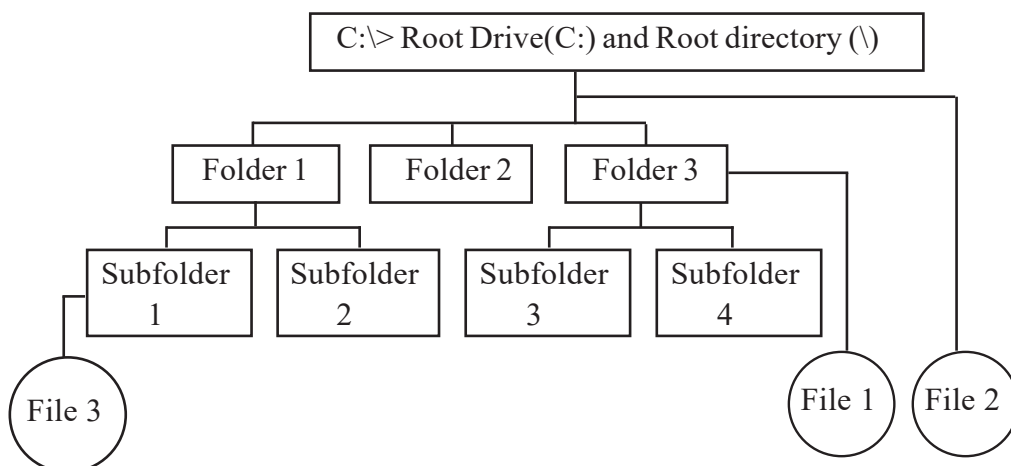 C:\> Root Drive(C:) and Root directory (\)
Folder 1
Folder 2
Folder 3
Subfolder
1
Subfolder
2
Subfolder
3
Subfolder
4
File 3
File 1
File 2